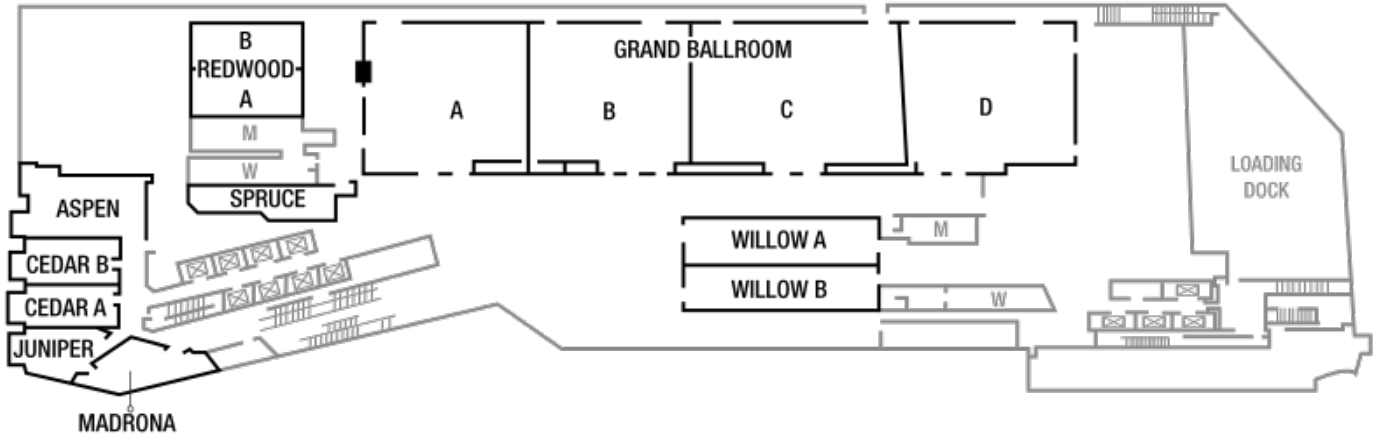 B
REDWOOD
A
M
W
SPRUCE
GRAND BALLROOM
A
B
C
D
LOADING
DOCK
ASPEN
CEDAR B
CEDAR A
JUNIPER
MADRONA
WILLOW A
WILLOW B
M
W